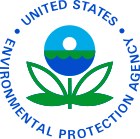 UNITED STATES
ENVIRONMENTAL PROTECTION AGENCY